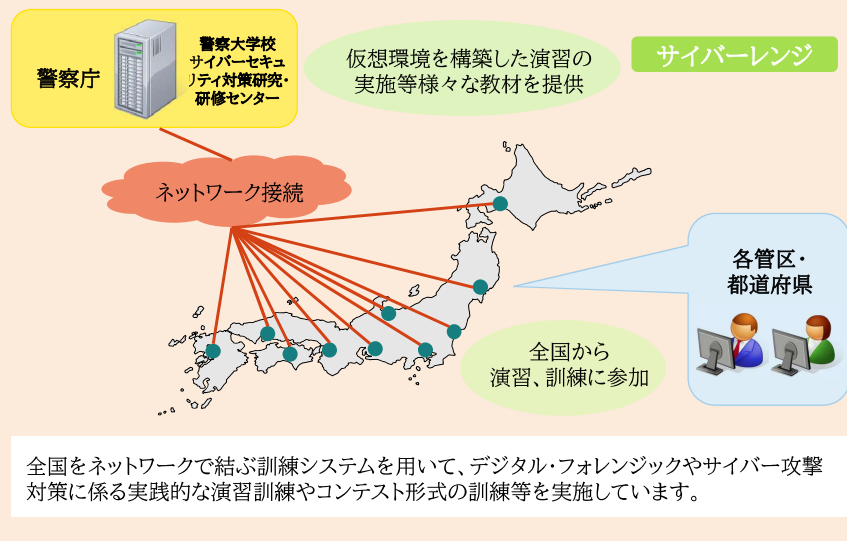 警察庁
警察大学校
サイバーセキュ
リティ対策研究・
研修センター
仮想環境を構築した演習の
実施等様々な教材を提供
サイバーレンジ
ネットワーク接続
各管区・
都道府県
全国から
演習、訓練に参加
全国をネットワークで結ぶ訓練システムを用いて、デジタル・フォレンジックやサイバー攻撃
対策に係る実践的な演習訓練やコンテスト形式の訓練等を実施しています。